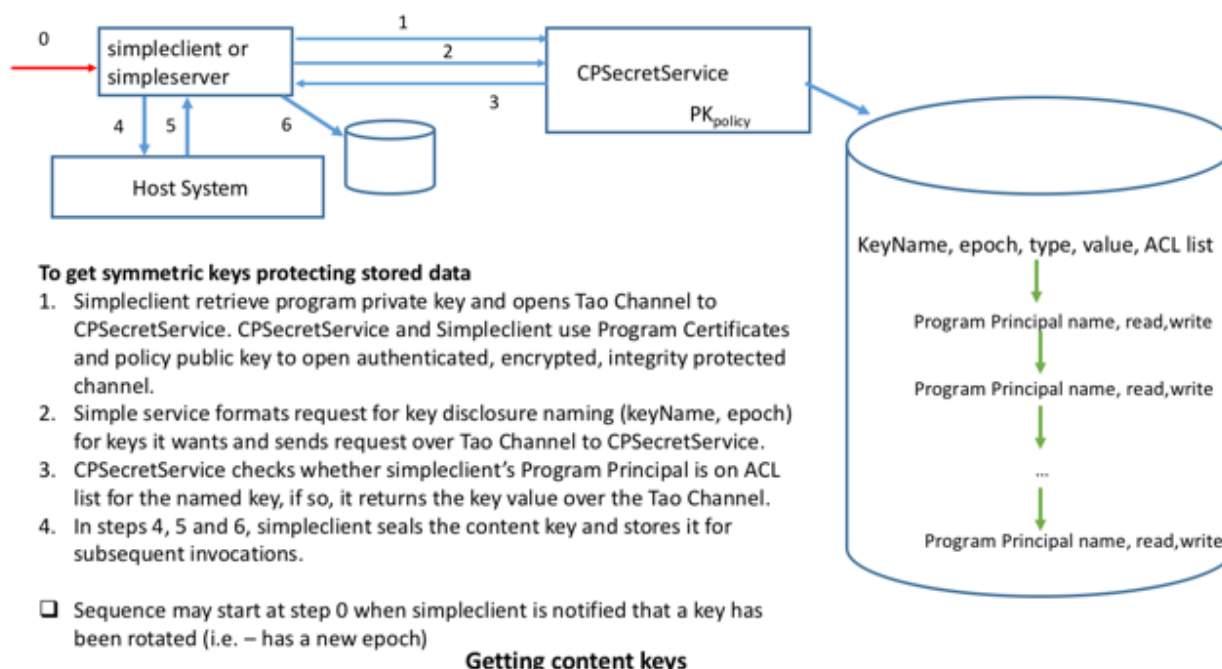 0
1
simpleclient or
simpleserver
2
CPSecretService
3
PKpolicy
4
5
6
Host System
KeyName, epoch, type, value, ACL list
Program Principal name, read,write
Program Principal name, read,write
...
Program Principal name, read,write
To get symmetric keys protecting stored data
1. Simpleclient retrieve program private key and opens Tao Channel to
CPSecretService. CPSecretService and Simpleclient use Program Certificates
and policy public key to open authenticated, encrypted, integrity protected
channel.
2. Simple service formats request for key disclosure naming (keyName, epoch)
for keys it wants and sends request over Tao Channel to CPSecretService.
3. CPSecretService checks whether simpleclient's Program Principal is on ACL
list for the named key, if so, it returns the key value over the Tao Channel.
4. In steps 4, 5 and 6, simpleclient seals the content key and stores it for
subsequent invocations.
❑ Sequence may start at step 0 when simpleclient is notified that a key has
been rotated (i.e. – has a new epoch)
Getting content keys